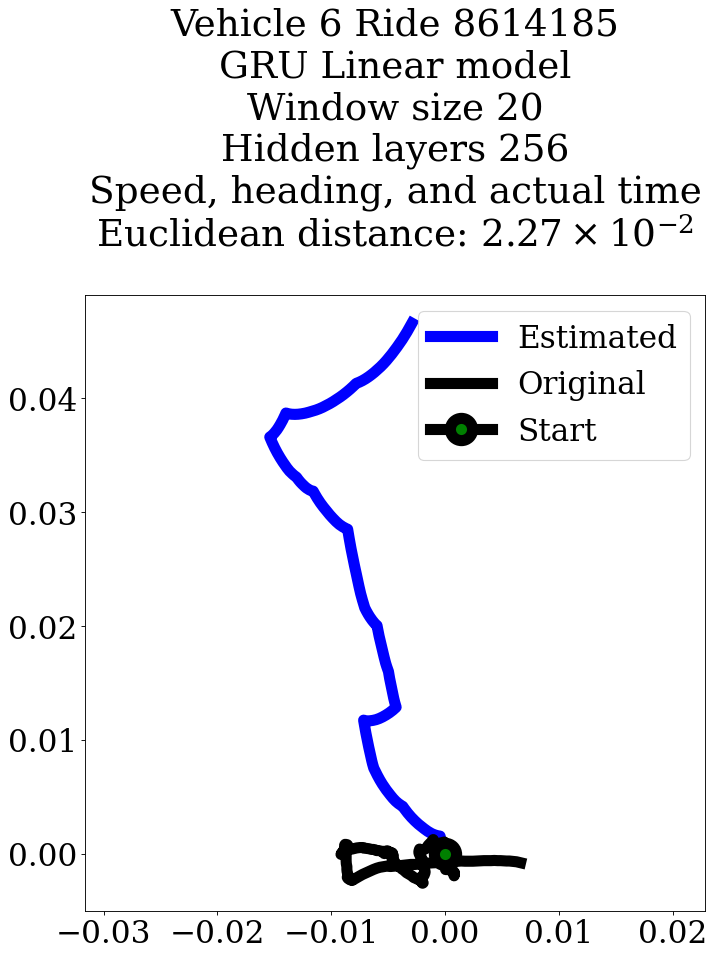 Vehicle 6 Ride 8614185
GRU Linear model
Window size 20
Hidden layers 256
Speed, heading, and actual time
Euclidean distance: 2.27 × 10⁻²
Estimated
Original
Start
0.04
0.03
0.02
0.01
0.00
−0.03 −0.02 −0.01 0.00 0.01 0.02